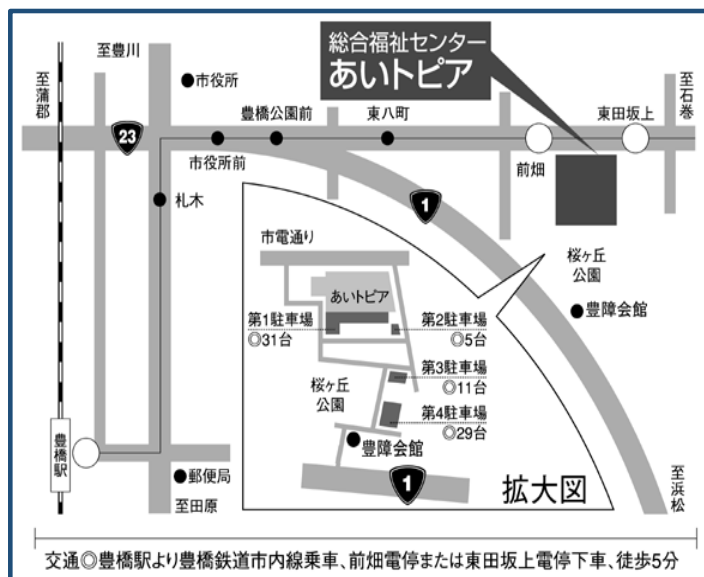 総合福祉センター
あいトピア
至豊川
至蒲郡
市役所
豊橋公園前
東八町
東田坂上
至石巻
23
市役所前
前畑
札木
1
桜ヶ丘
公園
豊障会館
市電通り
あいトピア
第1駐車場
◎31台
第2駐車場
◎5台
第3駐車場
◎11台
桜ヶ丘
公園
第4駐車場
◎29台
豊障会館
1
拡大図
豊橋駅
郵便局
至田原
至浜松
交通◎豊橋駅より豊橋鉄道市内線乗車、前畑電停または東田坂上電停下車、徒歩5分